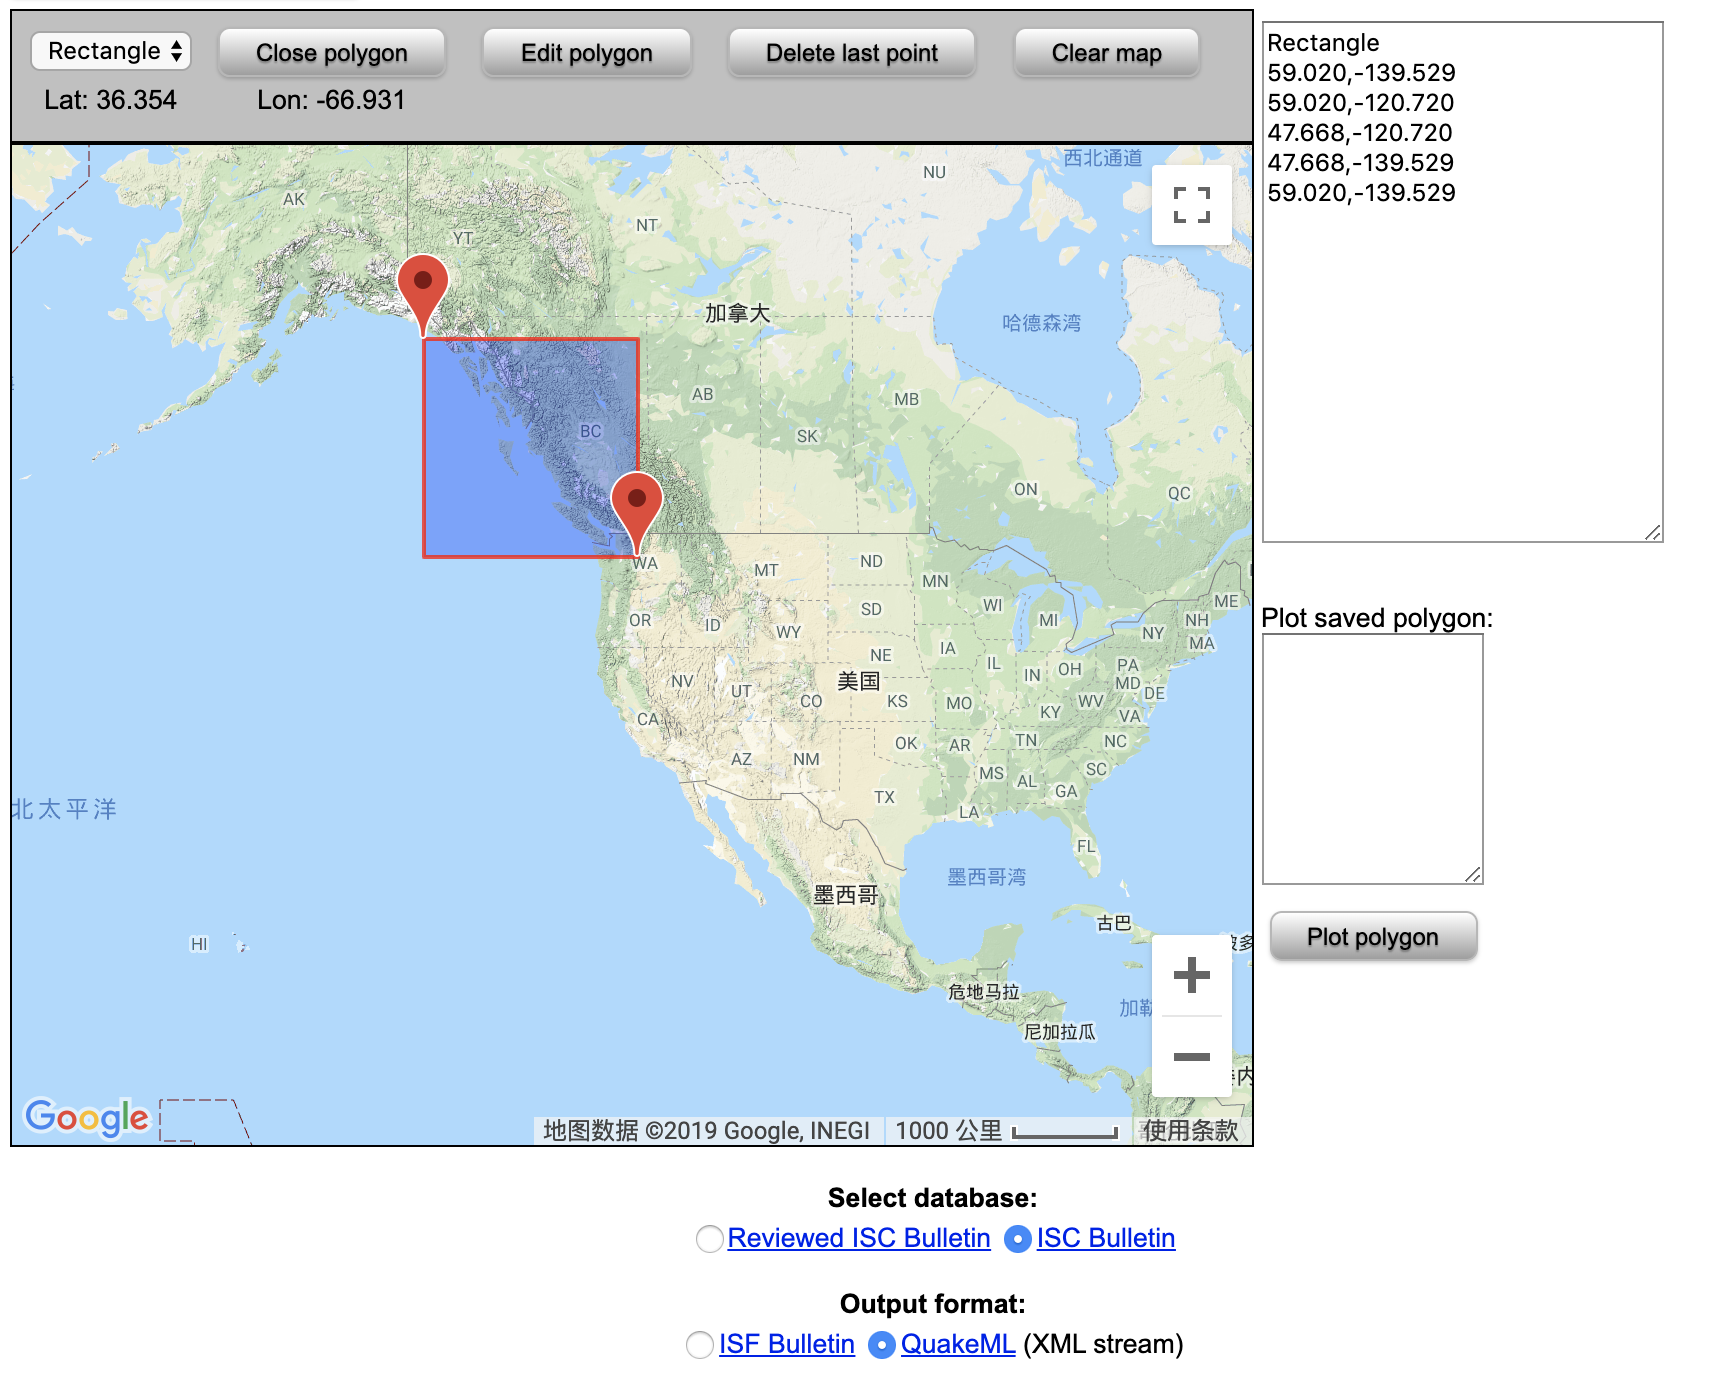 Rectangle Close polygon Edit polygon Delete last point Clear map
Lat: 36.354 Lon: -66.931
Rectangle
59.020,-139.529
59.020,-120.720
47.668,-120.720
47.668,-139.529
59.020,-139.529
西北通道
NU
AK
NT
YT
加拿大
哈德森湾
AB
MB
SK
BC
ON
QC
WA
MT
ND
MN
SD
WI
MI
ME
OR
ID
WY
NH
NY
MA
NE
IA
IL
IN
OH
PA
MD
DE
NV
UT
美国
CO
KS
MO
KY
WV
VA
CA
OK
AR
TN
NC
AZ
NM
MS
AL
SC
GA
TX
LA
FL
北太平洋
墨西哥湾
墨西哥
古巴
HI
危地马拉
加勒
尼加拉瓜
Google
地图数据 ©2019 Google, INEGI 1000 公里 使用条款
Plot saved polygon:
Plot polygon
Select database:
Reviewed ISC Bulletin ISC Bulletin
Output format:
ISF Bulletin QuakeML (XML stream)